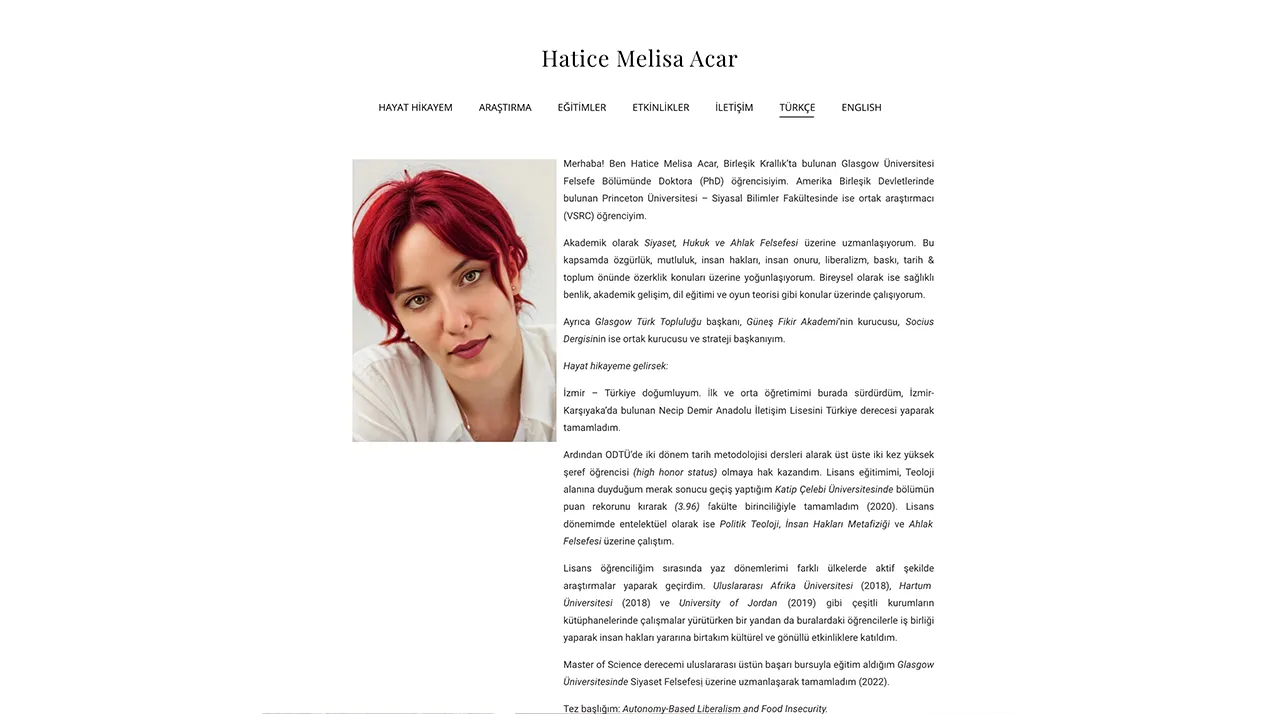 Hatice Melisa Acar
HAYAT HİKAYEM ARAŞTIRMA EĞİTİMLER ETKİNLİKLER İLETİŞİM TÜRKÇE ENGLISH
Merhaba! Ben Hatice Melisa Acar, Birleşik Krallık’ta bulunan Glasgow Üniversitesi
Felsefe Bölümünde Doktora (PhD) öğrencisiyim. Amerika Birleşik Devletlerinde
bulunan Princeton Üniversitesi – Siyasal Bilimler Fakültesinde ise ortak araştırmacı
(VSRC) öğrenciyim.
Akademik olarak Siyaset, Hukuk ve Ahlak Felsefesi üzerine uzmanlaşıyorum. Bu
kapsamda özgürlük, mutluluk, insan hakları, insan onuru, liberalizm, baskı, tarih &
toplum önünde özerklik konuları üzerine yoğunlaşıyorum. Bireysel olarak ise sağlıklı
benlik, akademik gelişim, dil eğitimi ve oyun teorisi gibi konular üzerinde çalışıyorum.
Ayrıca Glasgow Türk Topluluğu başkanı, Güneş Fikir Akademi’nin kurucusu, Socius
Dergisinin ise ortak kurucusu ve strateji başkanıyım.
Hayat hikayeme gelirsek:
İzmir – Türkiye doğumluyum. İlk ve orta öğretimimi burada sürdürdüm, İzmir-
Karşıyaka’da bulunan Necip Demir Anadolu İletişim Lisesini Türkiye derecesi yaparak
tamamladım.
Ardından ODTÜ’de iki dönem tarih metodolojisi dersleri alarak üst üste iki kez yüksek
şeref öğrencisi (high honor status) olmaya hak kazandım. Lisans eğitimimi, Teoloji
alanına duyduğum merak sonucu geçiş yaptığım Katip Çelebi Üniversitesinde bölümün
puan rekorunu kırarak (3.96) fakülte birinciliğiyle tamamladım (2020). Lisans
dönemimde entelektüel olarak ise Politik Teoloji, İnsan Hakları Metafiziği ve Ahlak
Felsefesi üzerine çalıştım.
Lisans öğrenciliğim sırasında yaz dönemlerimi farklı ülkelerde aktif şekilde
araştırmalar yaparak geçirdim. Uluslararası Afrika Üniversitesi (2018), Hartum
Üniversitesi (2018) ve University of Jordan (2019) gibi çeşitli kurumların
kütüphanelerinde çalışmalar yürütürken bir yandan da buralardaki öğrencilerle iş birliği
yaparak insan hakları yararına birtakım kültürel ve gönüllü etkinliklere katıldım.
Master of Science derecemi uluslararası üstün başarı bursuyla eğitim aldığım Glasgow
Üniversitesinde Siyaset Felsefesi üzerine uzmanlaşarak tamamladım (2022).
Tez başlığım: Autonomy-Based Liberalism and Food Insecurity.